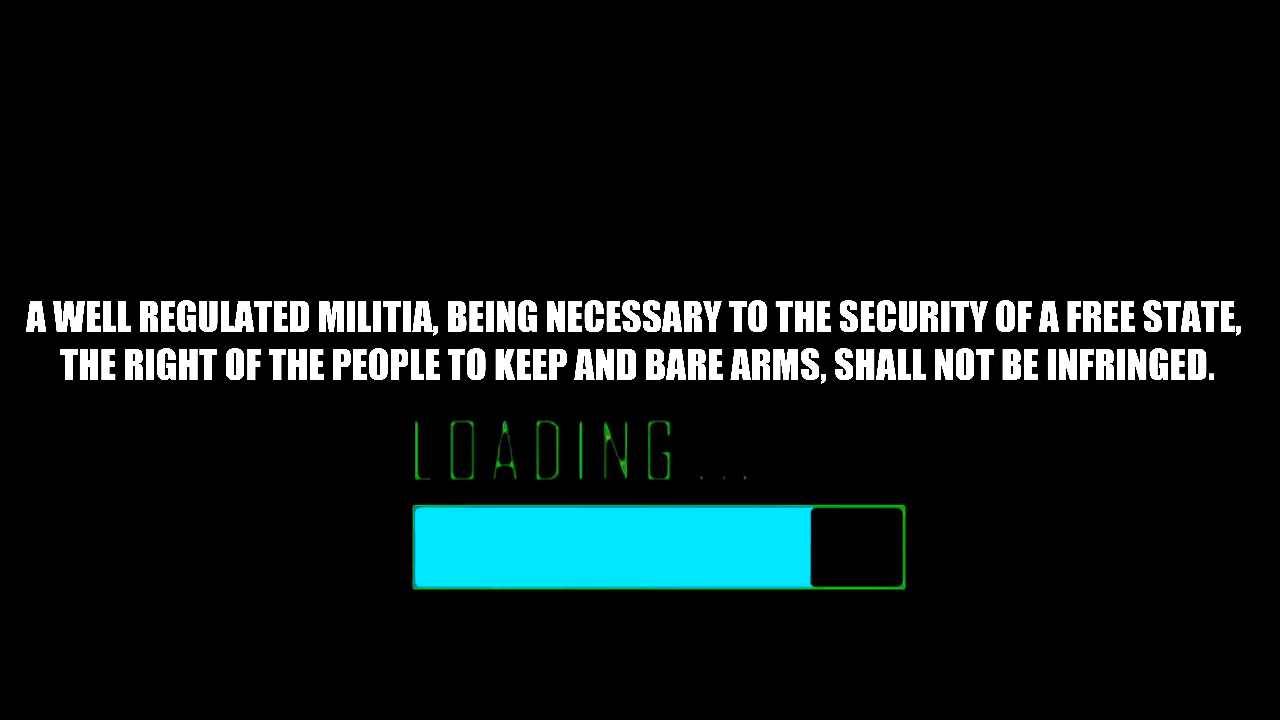 A WELL REGULATED MILITIA, BEING NECESSARY TO THE SECURITY OF A FREE STATE,
THE RIGHT OF THE PEOPLE TO KEEP AND BARE ARMS, SHALL NOT BE INFRINGED.
LOADING...